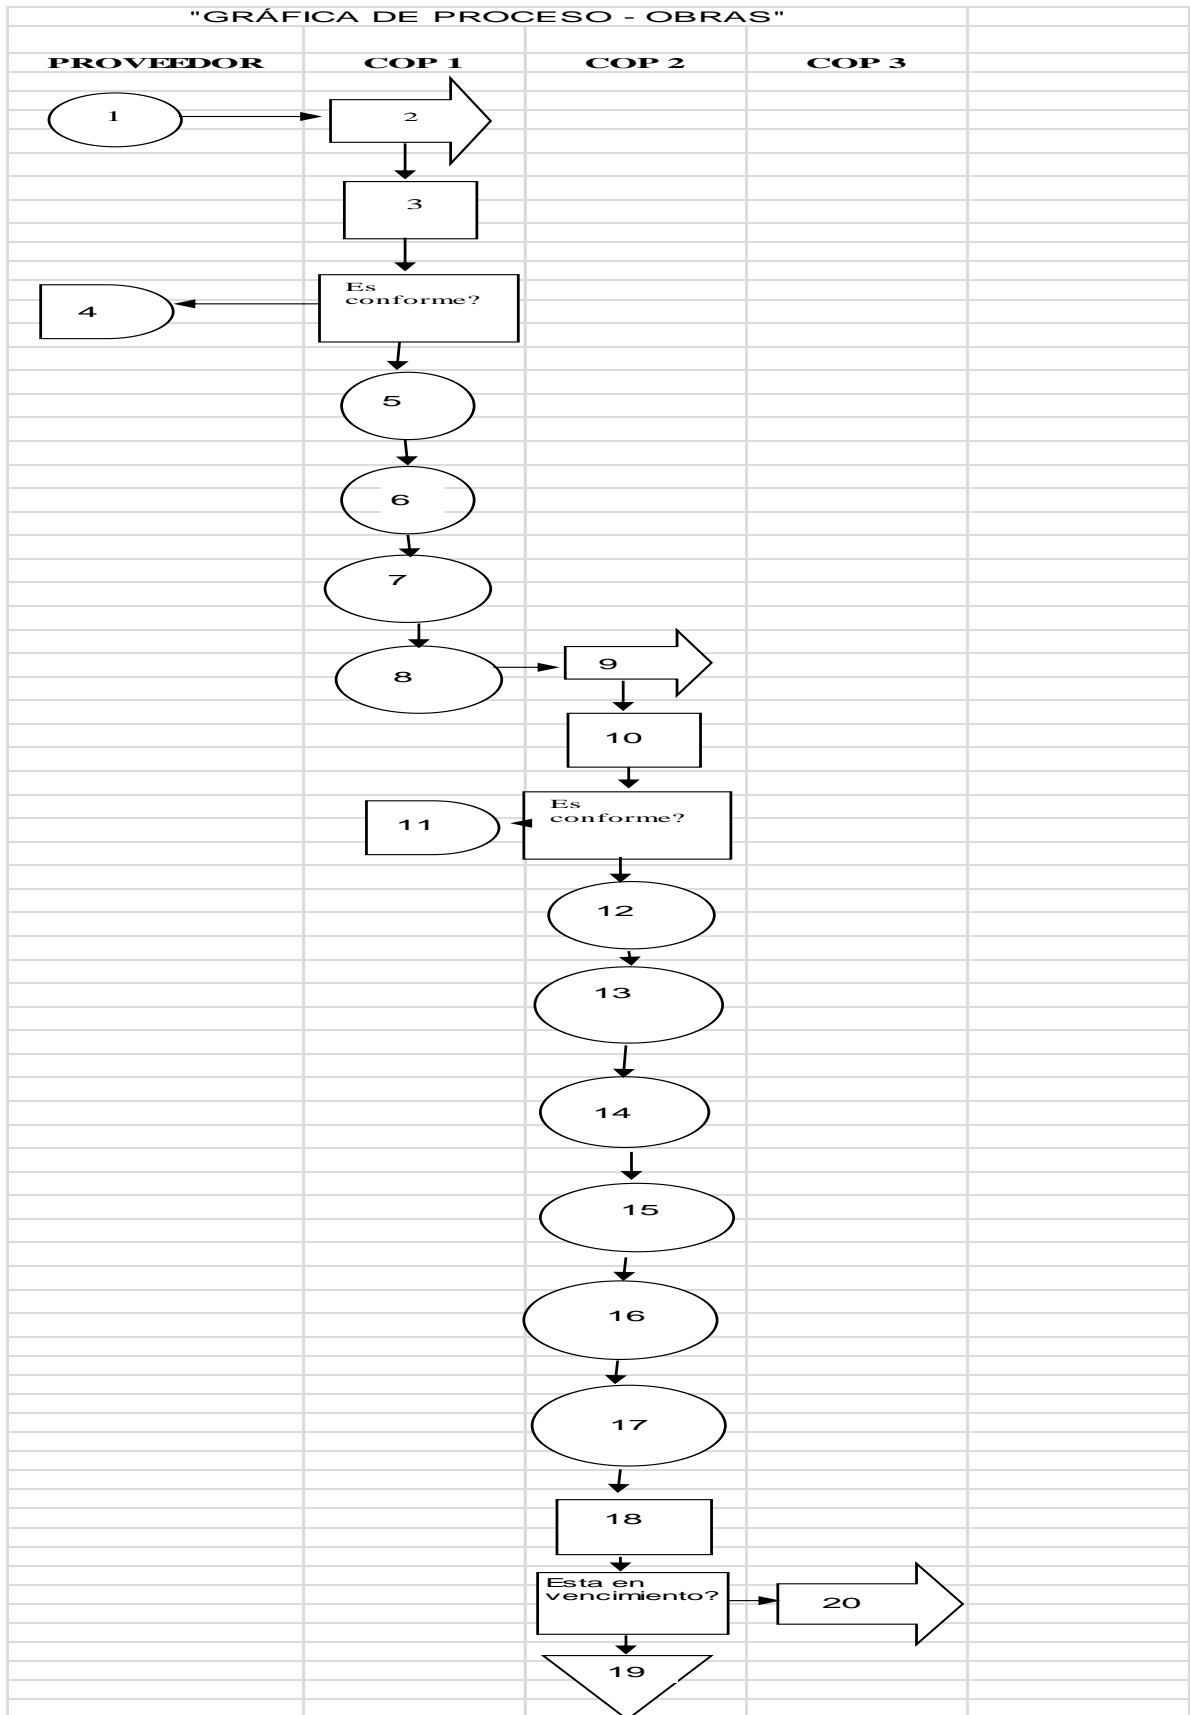 "GRÁFICA DE PROCESO - OBRAS"
PROVEEDOR COP 1 COP 2 COP 3
1 2
3
Es
conforme?
4
5
6
7
8 9
10
Es
conforme?
11
12
13
14
15
16
17
18
Esta en
vencimiento?
20
19